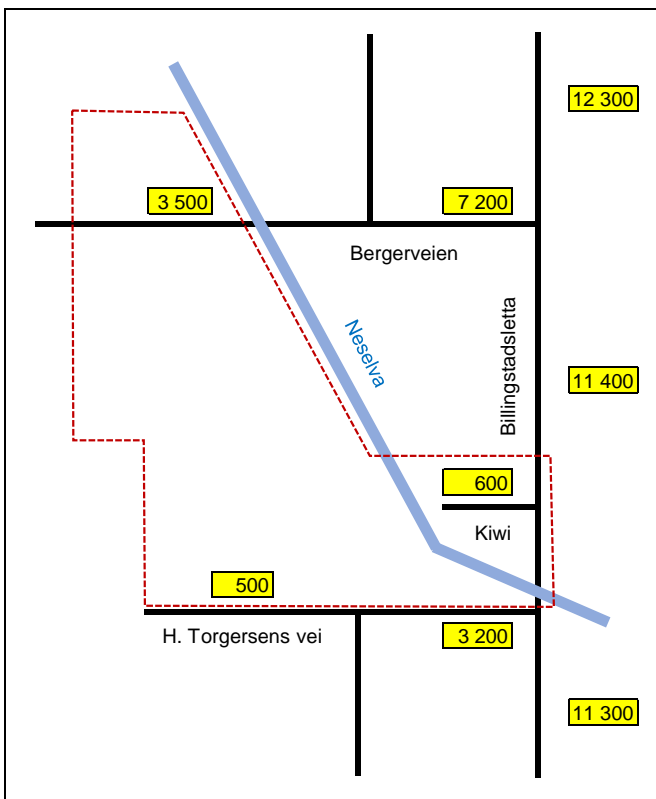 12 300
3 500
7 200
Bergerveien
Neselva
Billingstadsletta
11 400
600
Kiwi
500
H. Torgersens vei
3 200
11 300